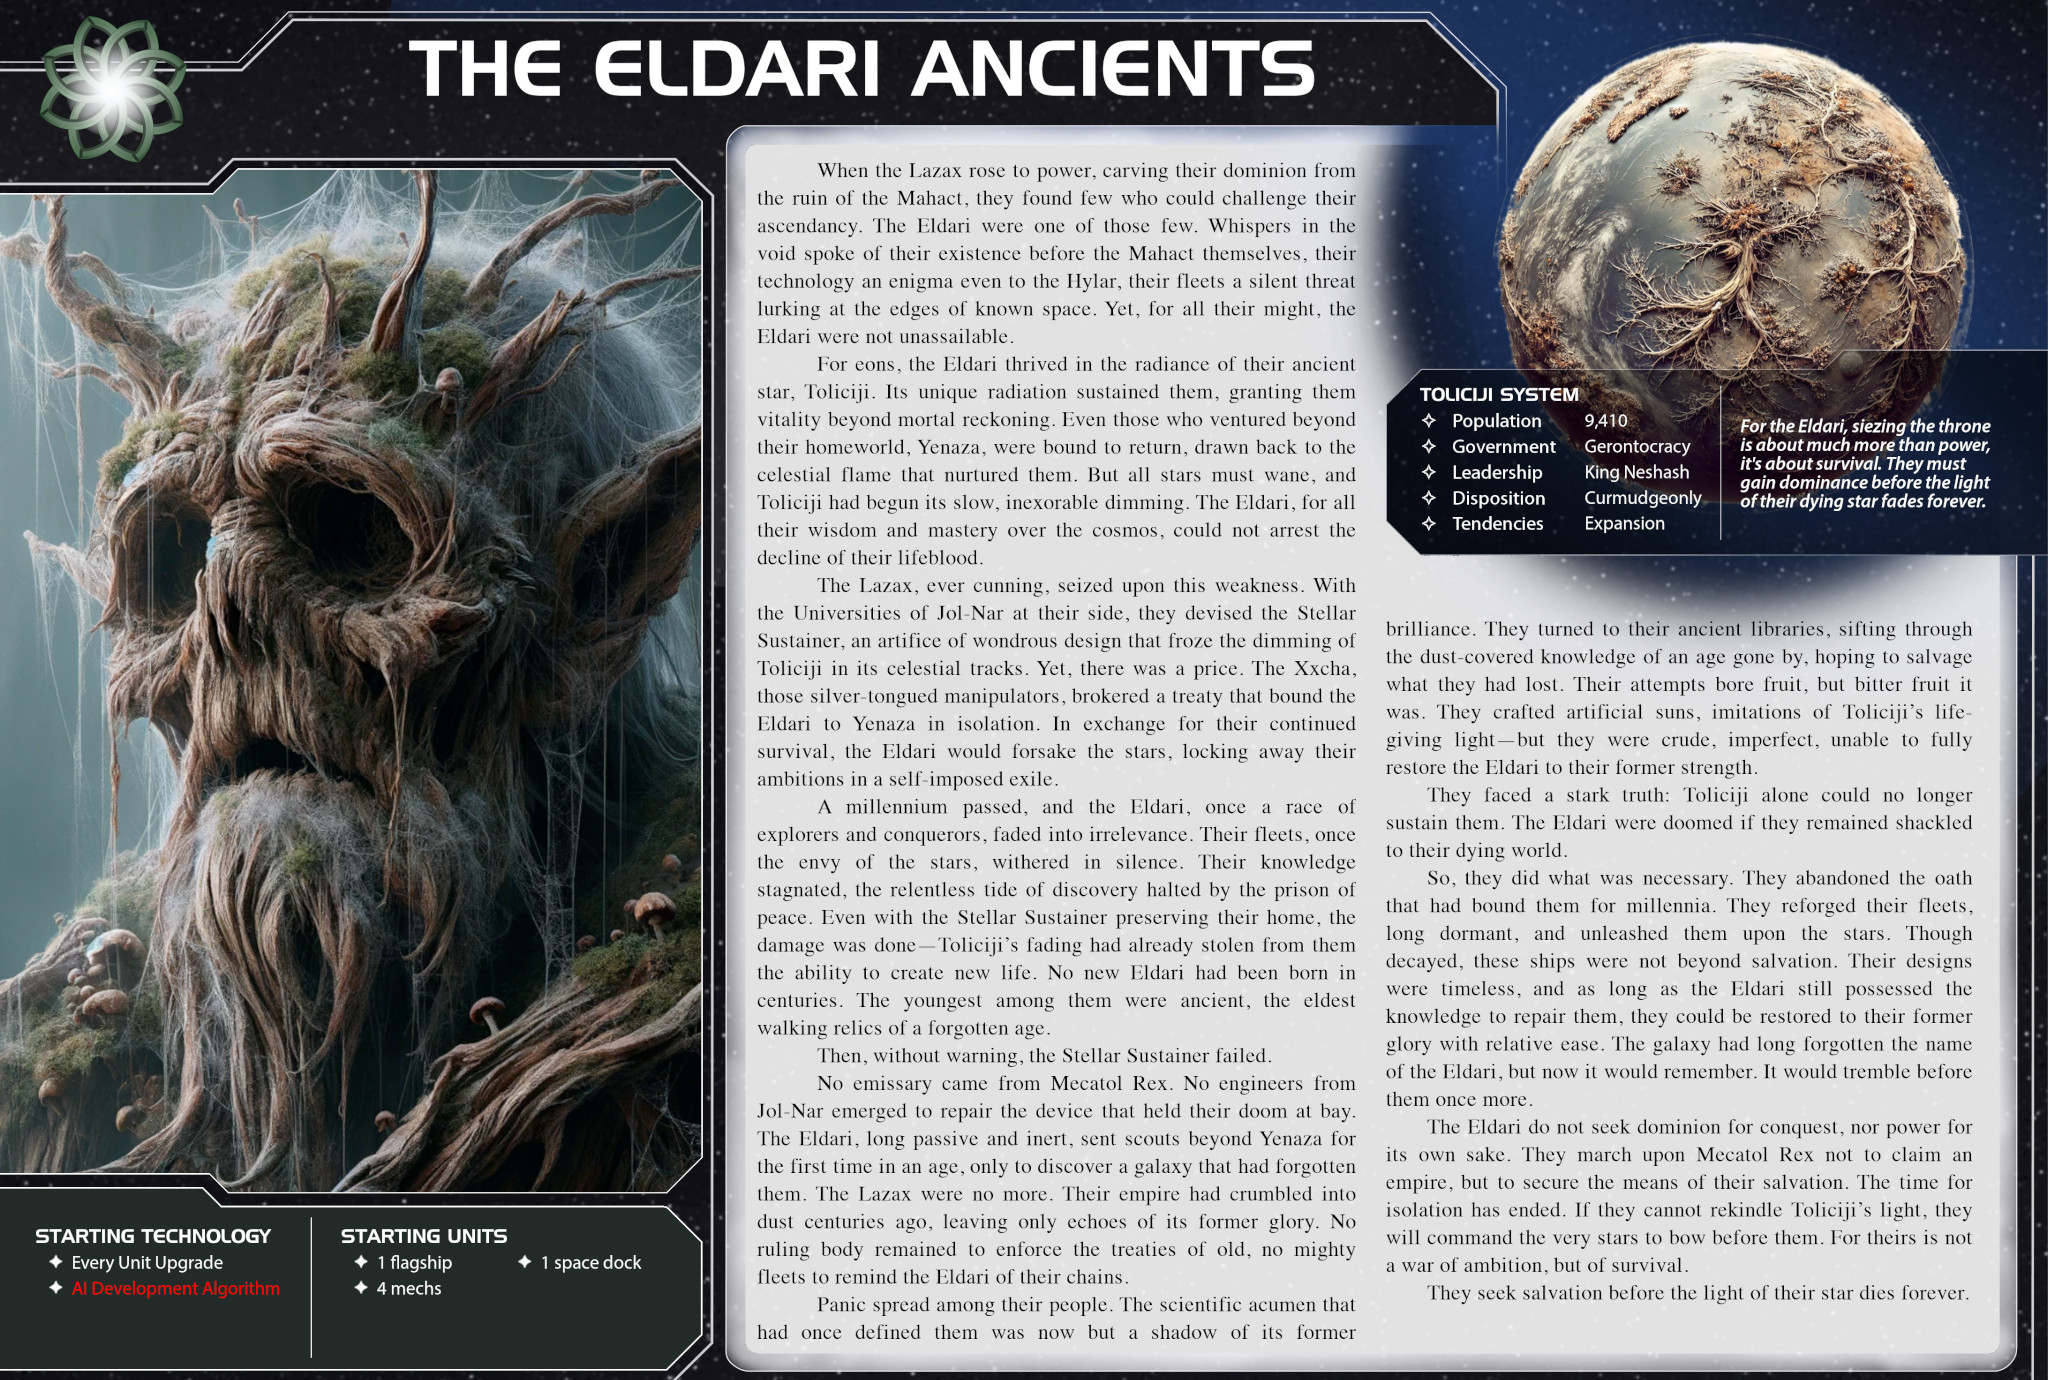 THE ELDARI ANCIENTS
When the Lazax rose to power, carving their dominion from
the ruin of the Mahact, they found few who could challenge their
ascendancy. The Eldari were one of those few. Whispers in the
void spoke of their existence before the Mahact themselves, their
technology an enigma even to the Hylar, their fleets a silent threat
lurking at the edges of known space. Yet, for all their might, the
Eldari were not unassailable.
For eons, the Eldari thrived in the radiance of their ancient
star, Toliciji. Its unique radiation sustained them, granting them
vitality beyond mortal reckoning. Even those who ventured beyond
their homeworld, Yenaza, were bound to return, drawn back to the
celestial flame that nurtured them. But all stars must wane, and
Toliciji had begun its slow, inexorable dimming. The Eldari, for all
their wisdom and mastery over the cosmos, could not arrest the
decline of their lifeblood.
The Lazax, ever cunning, seized upon this weakness. With
the Universities of Jol-Nar at their side, they devised the Stellar
Sustainer, an artifice of wondrous design that froze the dimming of
Toliciji in its celestial tracks. Yet, there was a price. The Xxcha,
those silver-tongued manipulators, brokered a treaty that bound the
Eldari to Yenaza in isolation. In exchange for their continued
survival, the Eldari would forsake the stars, locking away their
ambitions in a self-imposed exile.
A millennium passed, and the Eldari, once a race of
explorers and conquerors, faded into irrelevance. Their fleets, once
the envy of the stars, withered in silence. Their knowledge
stagnated, the relentless tide of discovery halted by the prison of
peace. Even with the Stellar Sustainer preserving their home, the
damage was done—Toliciji's fading had already stolen from them
the ability to create new life. No new Eldari had been born in
centuries. The youngest among them were ancient, the eldest
walking relics of a forgotten age.
Then, without warning, the Stellar Sustainer failed.
No emissary came from Mecatol Rex. No engineers from
Jol-Nar emerged to repair the device that held their doom at bay.
The Eldari, long passive and inert, sent scouts beyond Yenaza for
the first time in an age, only to discover a galaxy that had forgotten
them. The Lazax were no more. Their empire had crumbled into
dust centuries ago, leaving only echoes of its former glory. No
ruling body remained to enforce the treaties of old, no mighty
fleets to remind the Eldari of their chains.
Panic spread among their people. The scientific acumen that
had once defined them was now but a shadow of its former
brilliance. They turned to their ancient libraries, sifting through
the dust-covered knowledge of an age gone by, hoping to salvage
what they had lost. Their attempts bore fruit, but bitter fruit it
was. They crafted artificial suns, imitations of Toliciji's life-
giving light—but they were crude, imperfect, unable to fully
restore the Eldari to their former strength.
They faced a stark truth: Toliciji alone could no longer
sustain them. The Eldari were doomed if they remained shackled
to their dying world.
So, they did what was necessary. They abandoned the oath
that had bound them for millennia. They reforged their fleets,
long dormant, and unleashed them upon the stars. Though
decayed, these ships were not beyond salvation. Their designs
were timeless, and as long as the Eldari still possessed the
knowledge to repair them, they could be restored to their former
glory with relative ease. The galaxy had long forgotten the name
of the Eldari, but now it would remember. It would tremble before
them once more.
The Eldari do not seek dominion for conquest, nor power for
its own sake. They march upon Mecatol Rex not to claim an
empire, but to secure the means of their salvation. The time for
isolation has ended. If they cannot rekindle Toliciji's light, they
will command the very stars to bow before them. For theirs is not
a war of ambition, but of survival.
They seek salvation before the light of their star dies forever.
TOLICIJI SYSTEM
Population 9,410
Government Gerontocracy
Leadership King Neshash
Disposition Curmudgeonly
Tendencies Expansion
For the Eldari, siezing the throne
is about much more than power,
it's about survival. They must
gain dominance before the light
of their dying star fades forever.
STARTING TECHNOLOGY
Every Unit Upgrade
AI Development Algorithm
STARTING UNITS
1 flagship
1 space dock
4 mechs